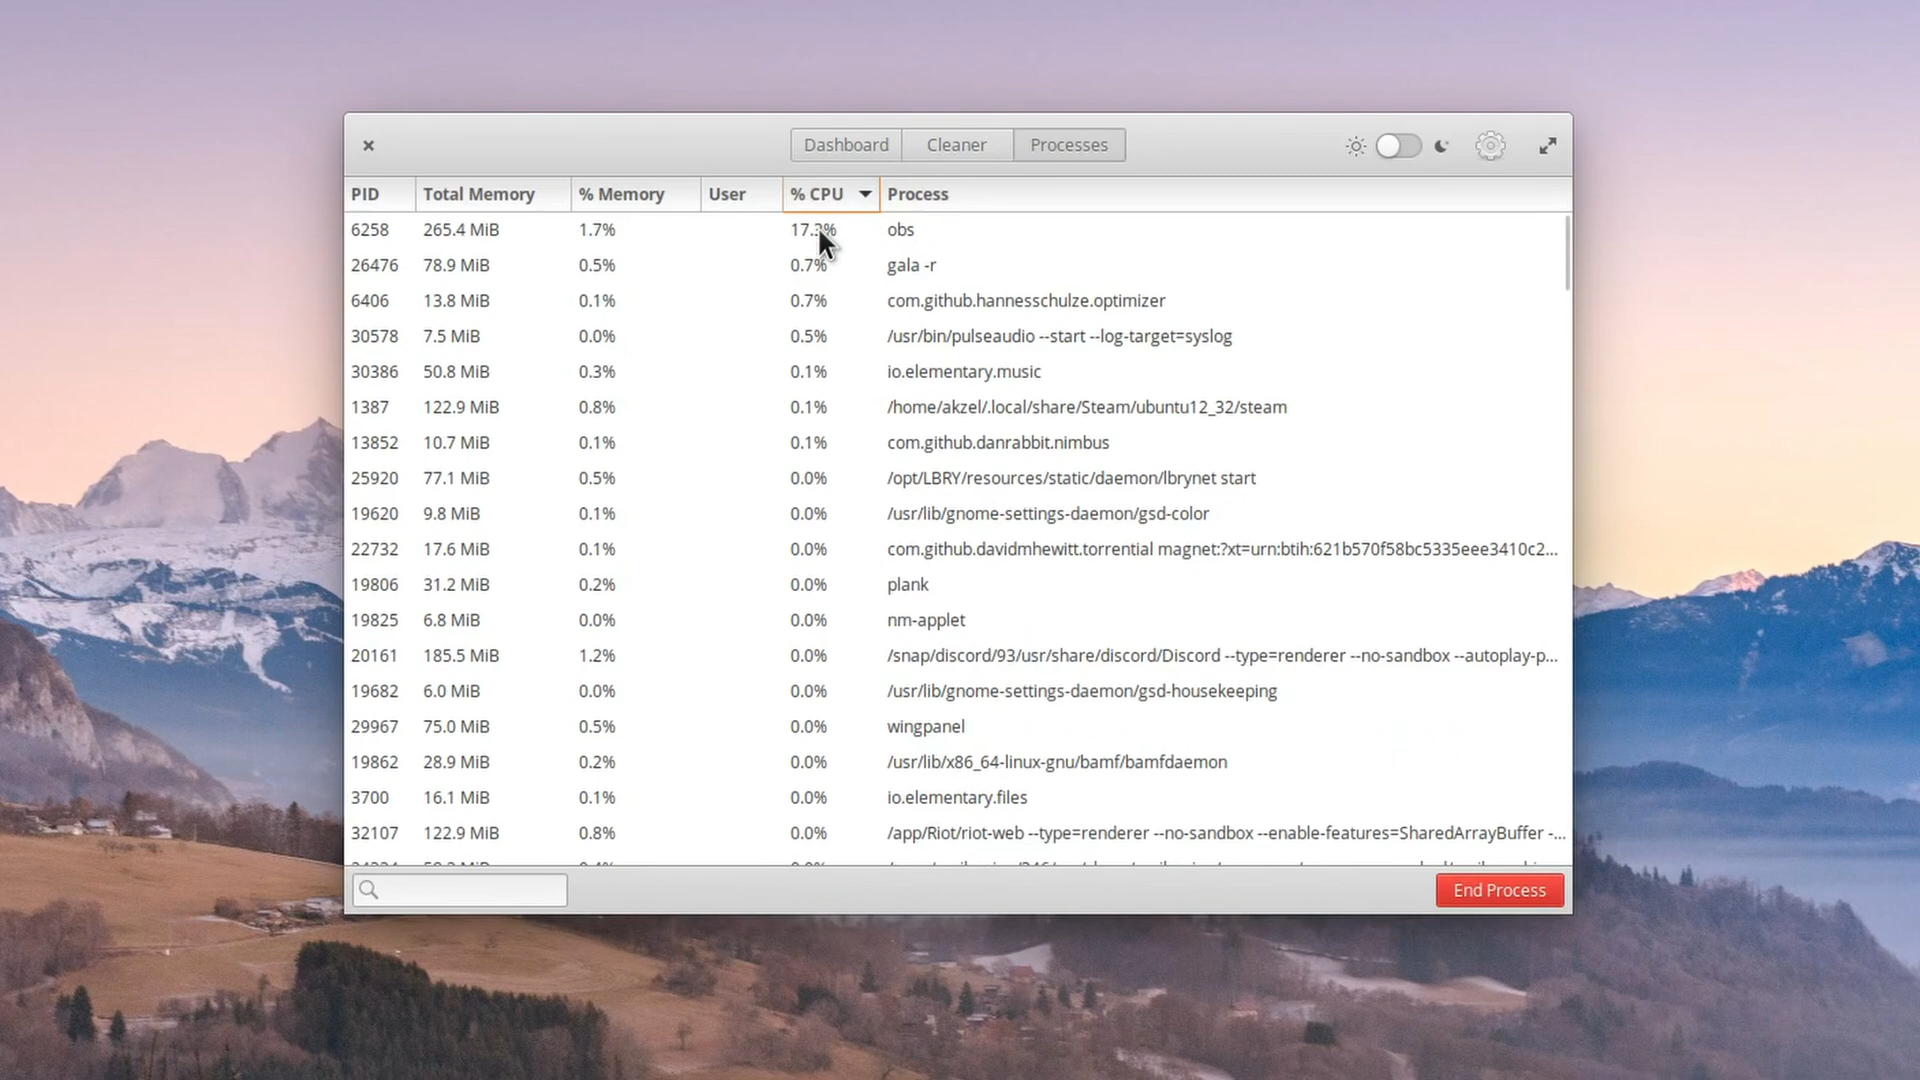 Dashboard Cleaner Processes
PID Total Memory % Memory User % CPU Process
6258 265.4 MiB 1.7% obs
26476 78.9 MiB 0.5% 0.7% gala -r
6406 13.8 MiB 0.1% 0.7% com.github.hannesschulze.optimizer
30578 7.5 MiB 0.0% 0.5% /usr/bin/pulseaudio --start --log-target=syslog
30386 50.8 MiB 0.3% 0.1% io.elementary.music
1387 122.9 MiB 0.8% 0.1% /home/akzel/.local/share/Steam/ubuntu12_32/steam
13852 10.7 MiB 0.1% 0.1% com.github.danrabbit.nimbus
25920 77.1 MiB 0.5% 0.0% /opt/LBRY/resources/static/daemon/lbrynet start
19620 9.8 MiB 0.1% 0.0% /usr/lib/gnome-settings-daemon/gsd-color
22732 17.6 MiB 0.1% 0.0% com.github.davidmhewitt.torrential magnet:?xt=urn:btih:621b570f58bc5335eee3410c2...
19806 31.2 MiB 0.2% 0.0% plank
19825 6.8 MiB 0.0% 0.0% nm-applet
20161 185.5 MiB 1.2% 0.0% /snap/discord/93/usr/share/discord/Discord --type=renderer --no-sandbox --autoplay-p...
19682 6.0 MiB 0.0% 0.0% /usr/lib/gnome-settings-daemon/gsd-housekeeping
29967 75.0 MiB 0.5% 0.0% wingpanel
19862 28.9 MiB 0.2% 0.0% /usr/lib/x86_64-linux-gnu/bamf/bamfdaemon
3700 16.1 MiB 0.1% 0.0% io.elementary.files
32107 122.9 MiB 0.8% 0.0% /app/Riot/riot-web --type=renderer --no-sandbox --enable-features=SharedArrayBuffer -...
End Process